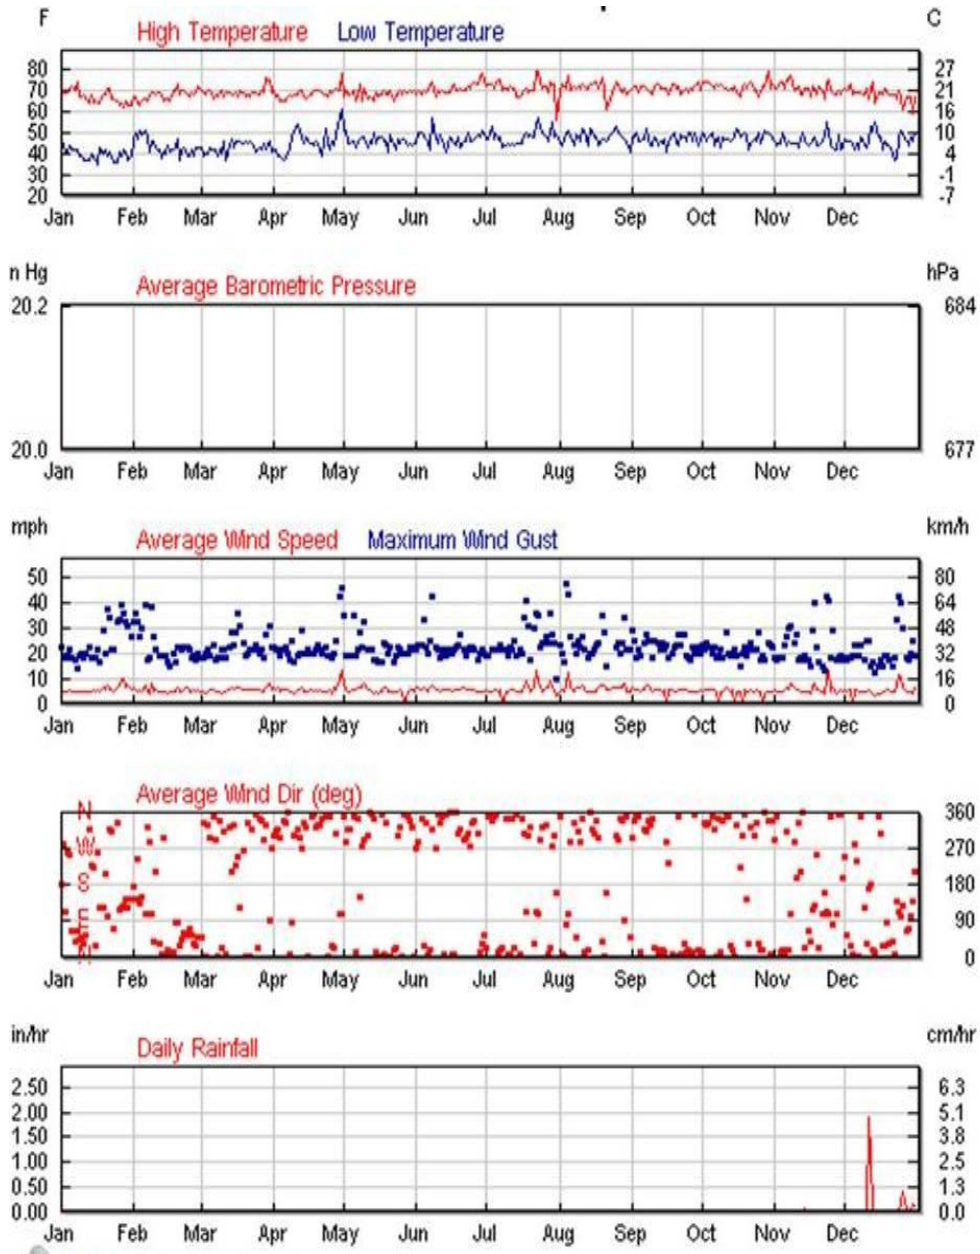 F High Temperature Low Temperature C
80 27
70 21
60 16
50 10
40 4
30 -1
20 -7
Jan Feb Mar Apr May Jun Jul Aug Sep Oct Nov Dec
n Hg Average Barometric Pressure hPa
20.2 684
20.0 677
Jan Feb Mar Apr May Jun Jul Aug Sep Oct Nov Dec
mph Average Wind Speed Maximum Wind Gust km/h
50 80
40 64
30 48
20 32
10 16
0 0
Jan Feb Mar Apr May Jun Jul Aug Sep Oct Nov Dec
Average Wind Dir (deg)
N 360
W 270
S 180
E 90
N 0
Jan Feb Mar Apr May Jun Jul Aug Sep Oct Nov Dec
in/hr Daily Rainfall cm/hr
2.50 6.3
2.00 5.1
1.50 3.8
1.00 2.5
0.50 1.3
0.00 0.0
Jan Feb Mar Apr May Jun Jul Aug Sep Oct Nov Dec